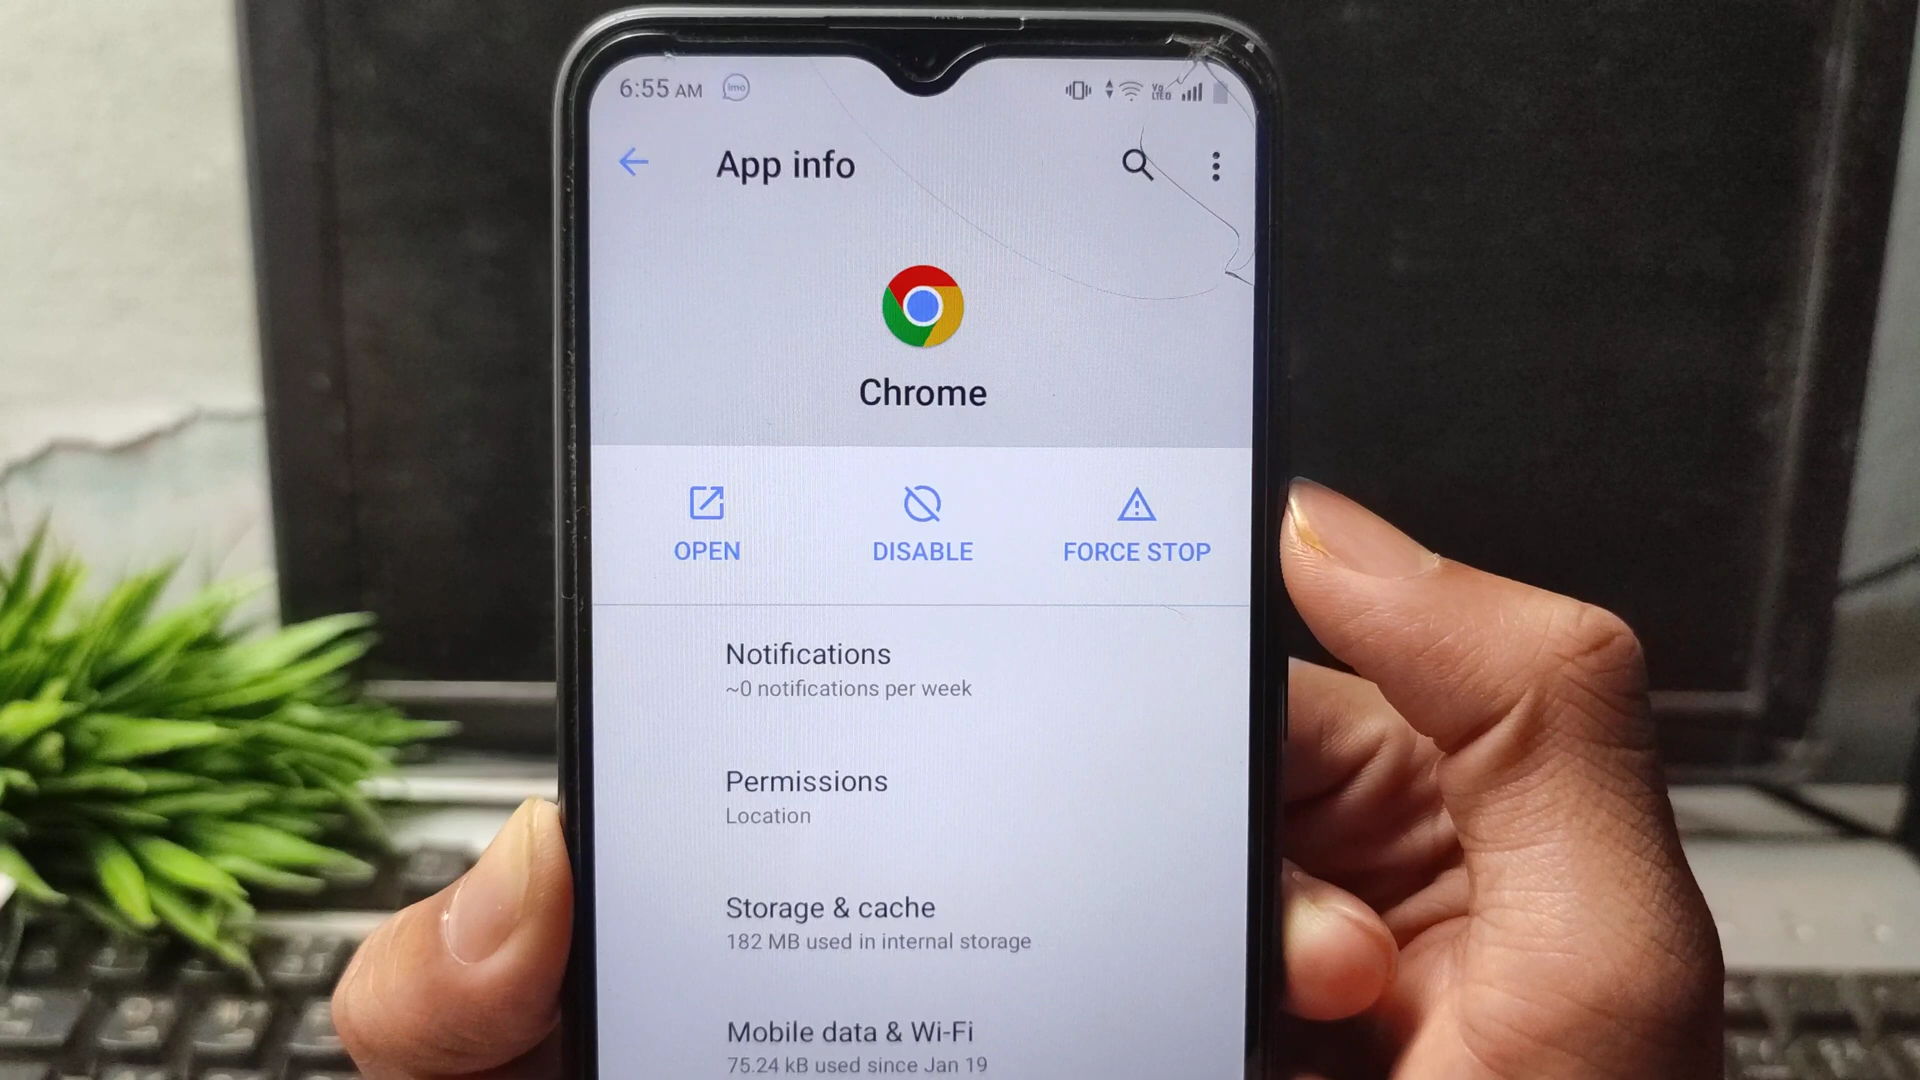 6:55 AM imo
App info
Chrome
OPEN DISABLE FORCE STOP
Notifications
~0 notifications per week
Permissions
Location
Storage & cache
182 MB used in internal storage
Mobile data & Wi-Fi
75.24 kB used since Jan 19